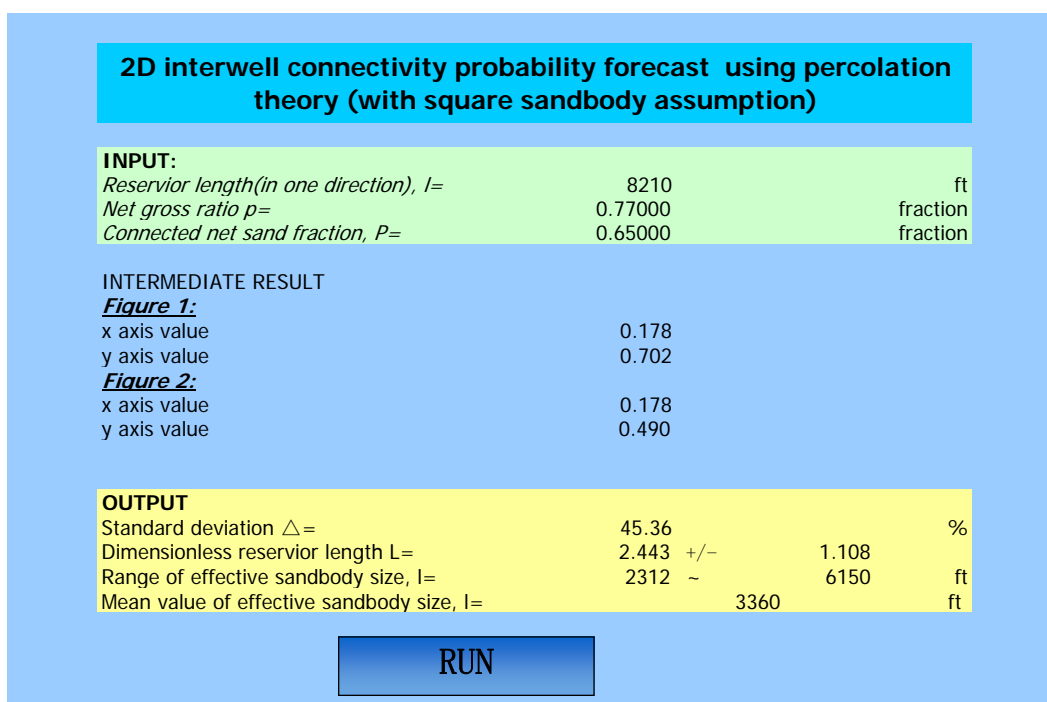 2D interwell connectivity probability forecast using percolation
theory (with square sandbody assumption)
INPUT:
Reservior length(in one direction), l= 8210 ft
Net gross ratio p= 0.77000 fraction
Connected net sand fraction, P= 0.65000 fraction
INTERMEDIATE RESULT
Figure 1:
x axis value 0.178
y axis value 0.702
Figure 2:
x axis value 0.178
y axis value 0.490
OUTPUT
Standard deviation △= 45.36 %
Dimensionless reservior length L= 2.443 +/− 1.108
Range of effective sandbody size, l= 2312 ~ 6150 ft
Mean value of effective sandbody size, l= 3360 ft
RUN